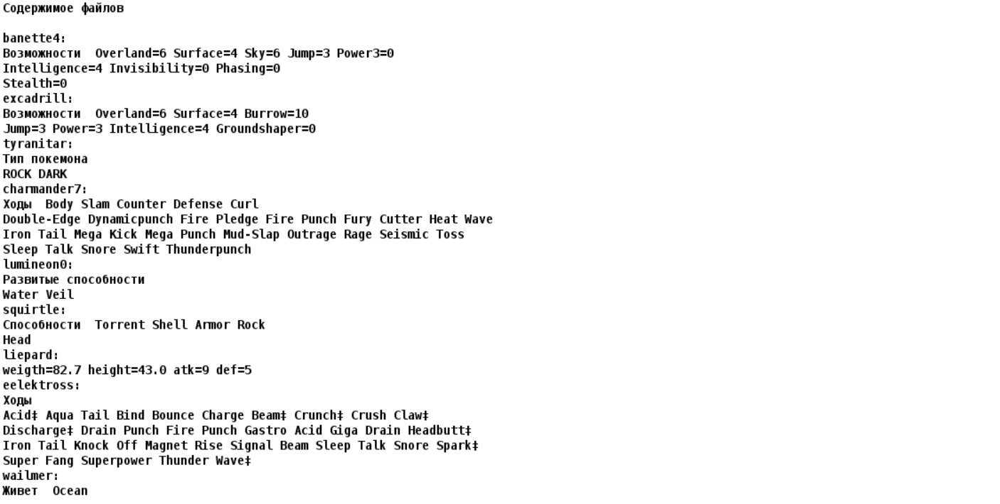 Содержимое файлов
banette4:
Возможности  Overland=6 Surface=4 Sky=6 Jump=3 Power3=0
Intelligence=4 Invisibility=0 Phasing=0
Stealth=0
excadrill:
Возможности  Overland=6 Surface=4 Burrow=10
Jump=3 Power=3 Intelligence=4 Groundshaper=0
tyranitar:
Тип покемона
ROCK DARK
charmander7:
Ходы  Body Slam Counter Defense Curl
Double-Edge Dynamicpunch Fire Pledge Fire Punch Fury Cutter Heat Wave
Iron Tail Mega Kick Mega Punch Mud-Slap Outrage Rage Seismic Toss
Sleep Talk Snore Swift Thunderpunch
lumineon0:
Развитые способности
Water Veil
squirtle:
Способности  Torrent Shell Armor Rock
Head
liepard:
weigth=82.7 height=43.0 atk=9 def=5
eelektross:
Ходы
Acid‡ Aqua Tail Bind Bounce Charge Beam‡ Crunch‡ Crush Claw‡
Discharge‡ Drain Punch Fire Punch Gastro Acid Giga Drain Headbutt‡
Iron Tail Knock Off Magnet Rise Signal Beam Sleep Talk Snore Spark‡
Super Fang Superpower Thunder Wave‡
wailmer:
Живет  Ocean